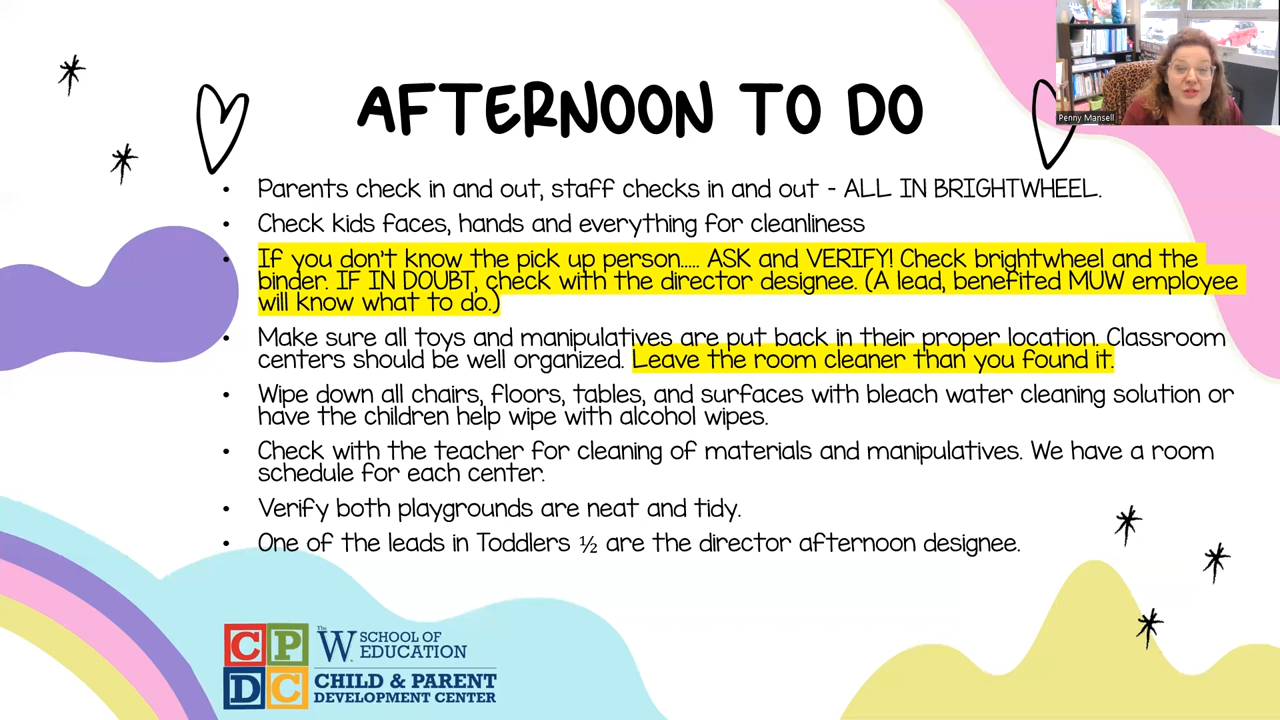 AFTERNOON TO DO
Penny Mansell
• Parents check in and out, staff checks in and out - ALL IN BRIGHTWHEEL.
• Check kids faces, hands and everything for cleanliness
• If you don't know the pick up person..... ASK and VERIFY! Check brightwheel and the
binder. IF IN DOUBT, check with the director designee. (A lead, benefited MUW employee
will know what to do.)
• Make sure all toys and manipulatives are put back in their proper location. Classroom
centers should be well organized. Leave the room cleaner than you found it.
• Wipe down all chairs, floors, tables, and surfaces with bleach water cleaning solution or
have the children help wipe with alcohol wipes.
• Check with the teacher for cleaning of materials and manipulatives. We have a room
schedule for each center.
• Verify both playgrounds are neat and tidy.
• One of the leads in Toddlers ½ are the director afternoon designee.
CP
DC
The W SCHOOL OF
EDUCATION
CHILD & PARENT
DEVELOPMENT CENTER